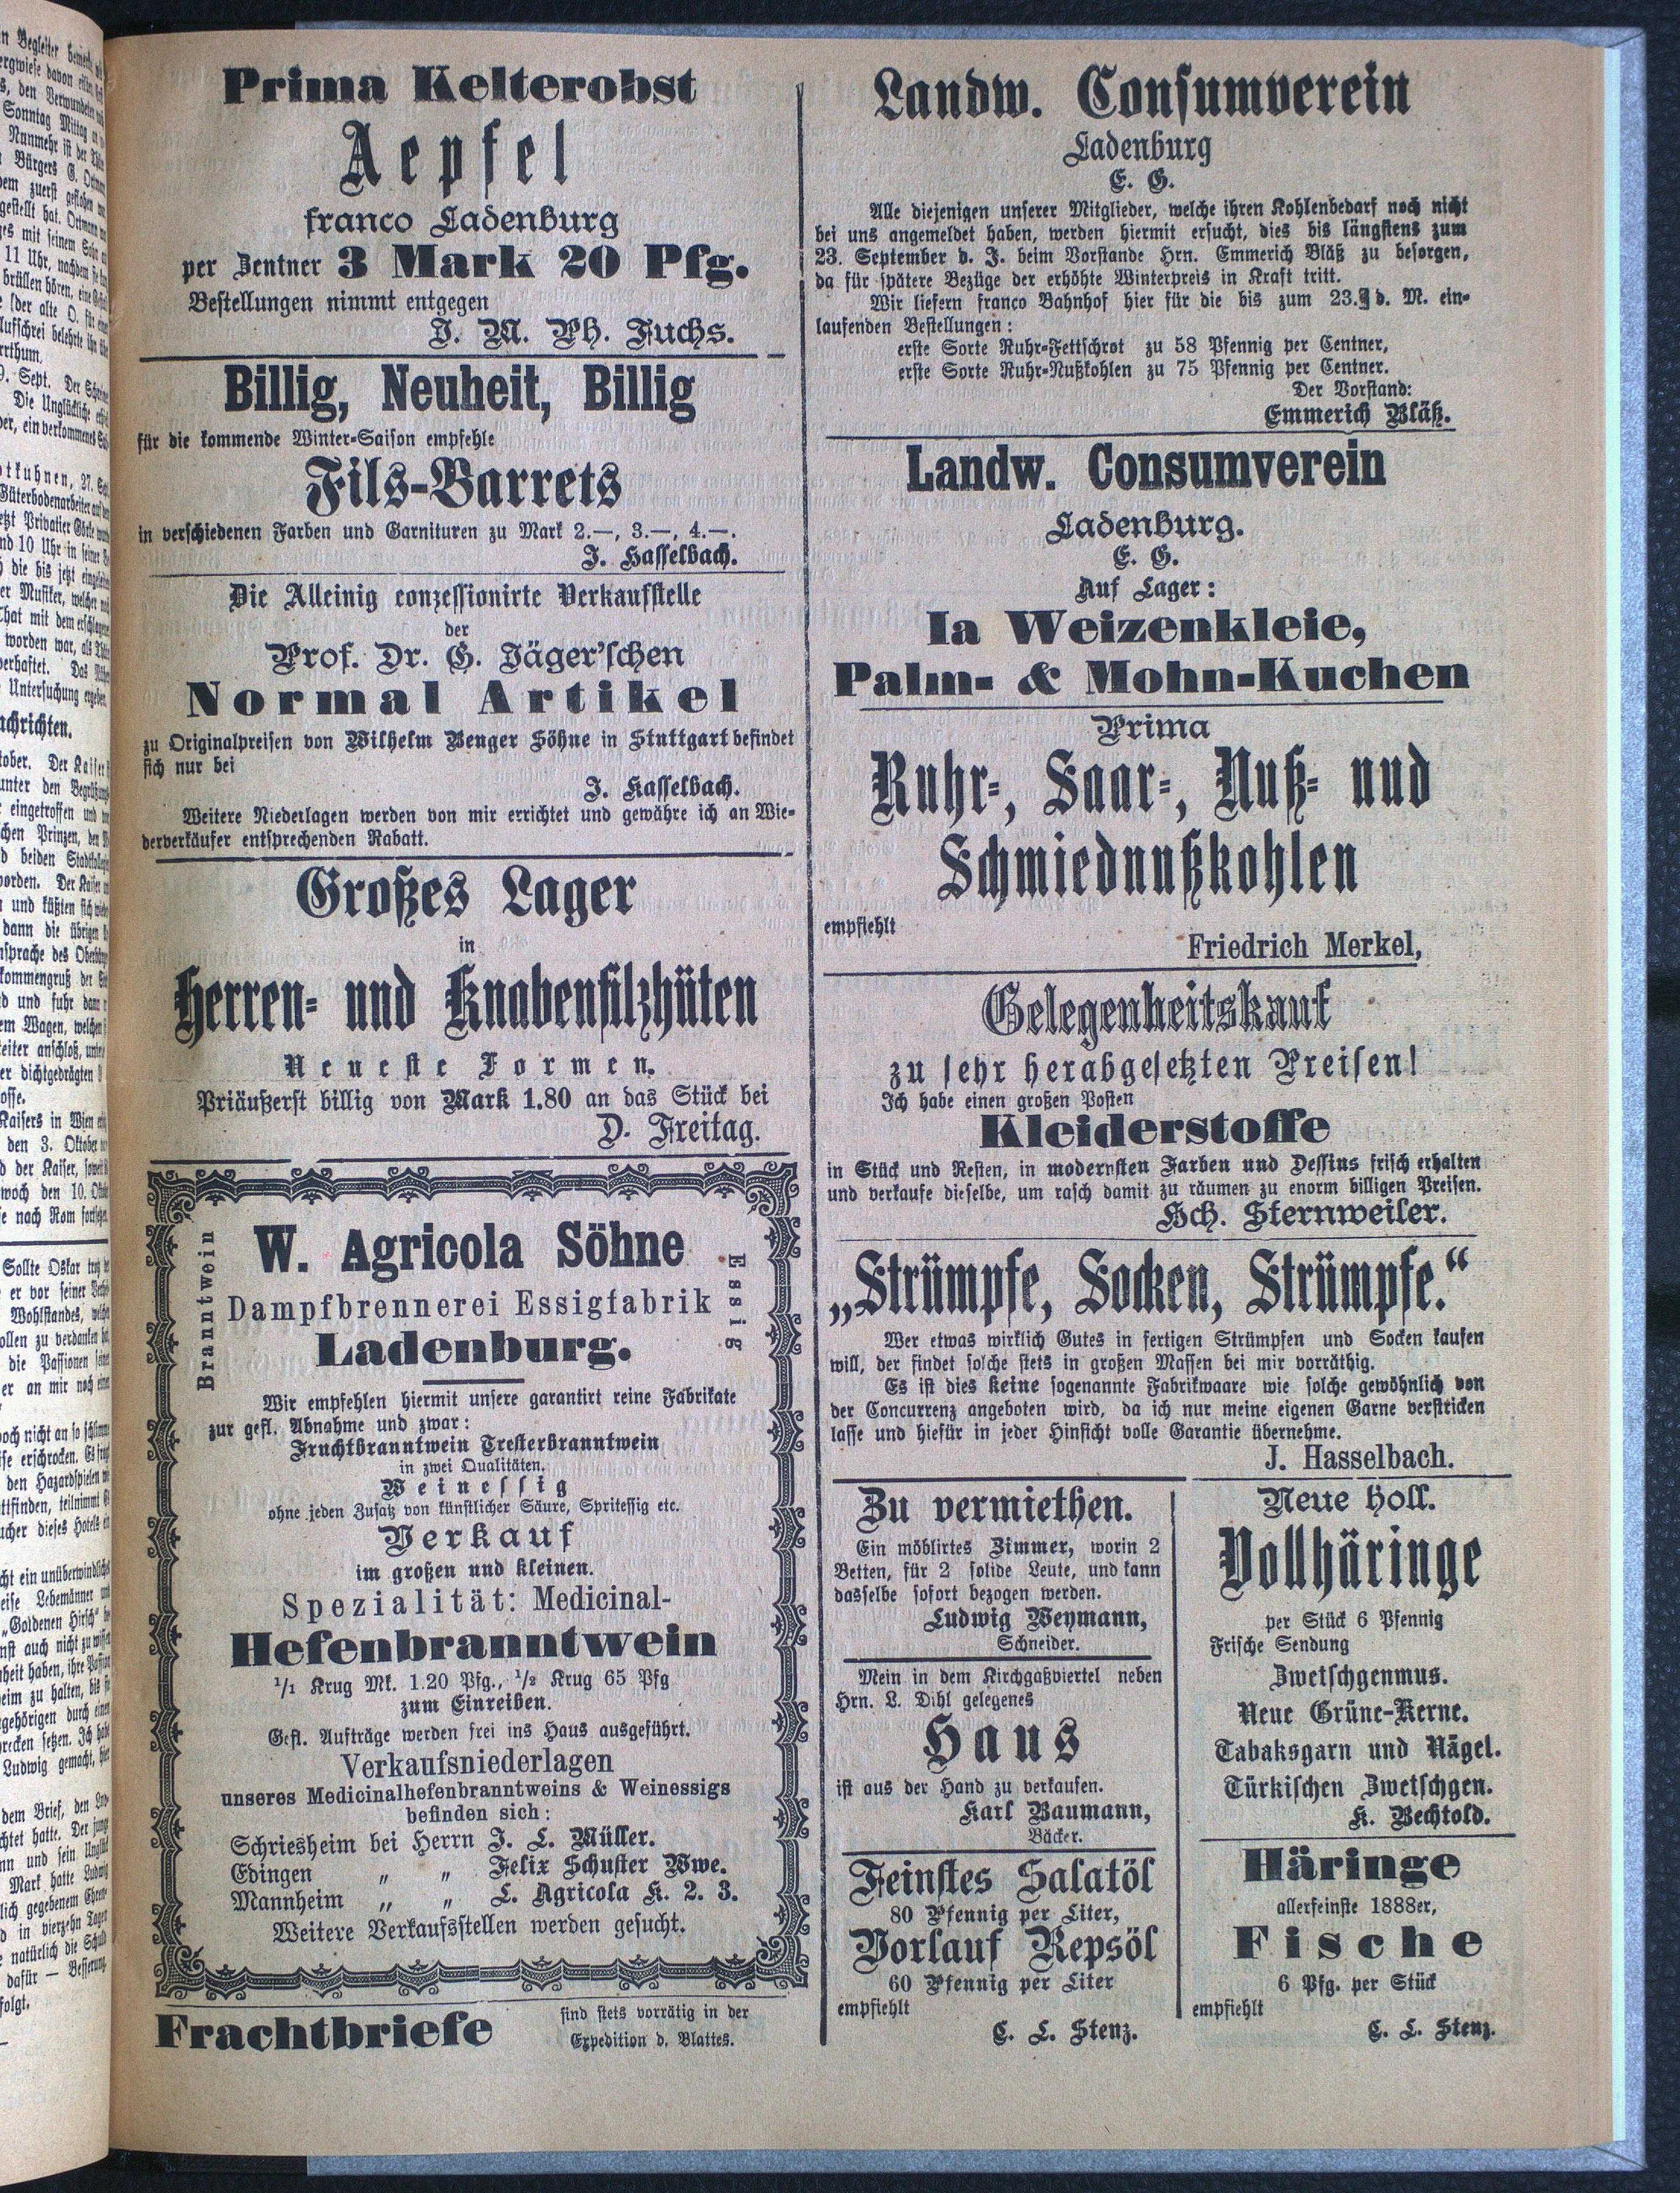 Prima Kelterobst
Aepfel
franco Ladenburg
per Zentner 3 Mark 20 Pfg.
Bestellungen nimmt entgegen
J. M. Ph. Fuchs.
Billig, Neuheit, Billig
für die kommende Winter-Saison empfehle
Fils-Barrets
in verschiedenen Farben und Garnituren zu Mark 2.—, 3.—, 4.—.
J. Hasselbach.
Die Alleinig conzessionirte Verkaufstelle
der
Prof. Dr. G. Jäger'schen
Normal Artikel
zu Originalpreisen von Wilhelm Benger Söhne in Stuttgart befindet
sich nur bei
J. Hasselbach.
Weitere Niederlagen werden von mir errichtet und gewähre ich an Wie-
derverkäufer entsprechenden Rabatt.
Großes Lager
in
Herren- und Knabenfilzhüten
Neueste Formen.
Priäußerst billig von Mark 1.80 an das Stück bei
D. Freitag.
Branntwein
W. Agricola Söhne
Essig
Dampfbrennerei Essigfabrik
Ladenburg.
Wir empfehlen hiermit unsere garantirt reine Fabrikate
zur gefl. Abnahme und zwar:
Fruchtbranntwein Tresterbranntwein
in zwei Qualitäten.
Weinessig
ohne jeden Zusatz von künstlicher Säure, Spritessig etc.
Verkauf
im großen und kleinen.
Spezialität: Medicinal-
Hefenbranntwein
1/1 Krug Mk. 1.20 Pfg., 1/2 Krug 65 Pfg
zum Einreiben.
Gefl. Aufträge werden frei ins Haus ausgeführt.
Verkaufsniederlagen
unseres Medicinalhefenbranntweins & Weinessigs
befinden sich:
Schriesheim bei Herrn J. L. Müller.
Edingen „ „ Felix Schuster Wwe.
Mannheim „ „ L. Agricola K. 2. 3.
Weitere Verkaufsstellen werden gesucht.
Frachtbriefe
sind stets vorrätig in der
Expedition d. Blattes.
Landw. Consumverein
Ladenburg
E. G.
Alle diejenigen unserer Mitglieder, welche ihren Kohlenbedarf noch nicht
bei uns angemeldet haben, werden hiermit ersucht, dies bis längstens zum
23. September d. J. beim Vorstande Hrn. Emmerich Bläß zu besorgen,
da für spätere Bezüge der erhöhte Winterpreis in Kraft tritt.
Wir liefern franco Bahnhof hier für die bis zum 23. d. M. ein-
laufenden Bestellungen:
erste Sorte Ruhr-Fettschrot zu 58 Pfennig per Centner,
erste Sorte Ruhr-Nußkohlen zu 75 Pfennig per Centner.
Der Vorstand:
Emmerich Bläß.
Landw. Consumverein
Ladenburg.
E. G.
Auf Lager:
Ia Weizenkleie,
Palm- & Mohn-Kuchen
Prima
Ruhr-, Saar-, Nuß- und
Schmiednußkohlen
empfiehlt
Friedrich Merkel,
Gelegenheitskauf
zu sehr herabgesetzten Preisen!
Ich habe einen großen Posten
Kleiderstoffe
in Stück und Resten, in modernsten Farben und Dessins frisch erhalten
und verkaufe dieselbe, um rasch damit zu räumen zu enorm billigen Preisen.
Hch. Sternweiler.
„Strümpfe, Socken, Strümpfe.“
Wer etwas wirklich Gutes in fertigen Strümpfen und Socken kaufen
will, der findet solche stets in großen Massen bei mir vorräthig.
Es ist dies keine sogenannte Fabrikwaare wie solche gewöhnlich von
der Concurrenz angeboten wird, da ich nur meine eigenen Garne verstricken
lasse und hiefür in jeder Hinsicht volle Garantie übernehme.
J. Hasselbach.
Zu vermiethen.
Ein möblirtes Zimmer, worin 2
Betten, für 2 solide Leute, und kann
dasselbe sofort bezogen werden.
Ludwig Weymann,
Schneider.
Mein in dem Kirchgaßviertel neben
Hrn. L. Dihl gelegenes
Haus
ist aus der Hand zu verkaufen.
Karl Baumann,
Bäcker.
Feinstes Salatöl
80 Pfennig per Liter,
Vorlauf Repsöl
60 Pfennig per Liter
empfiehlt
C. L. Stenz.
Neue holl.
Vollhäringe
per Stück 6 Pfennig
Frische Sendung
Zwetschgenmus.
Neue Grüne-Kerne.
Tabaksgarn und Nägel.
Türkischen Zwetschgen.
K. Bechtold.
Häringe
allerfeinste 1888er,
Fische
6 Pfg. per Stück
empfiehlt
C. L. Stenz.